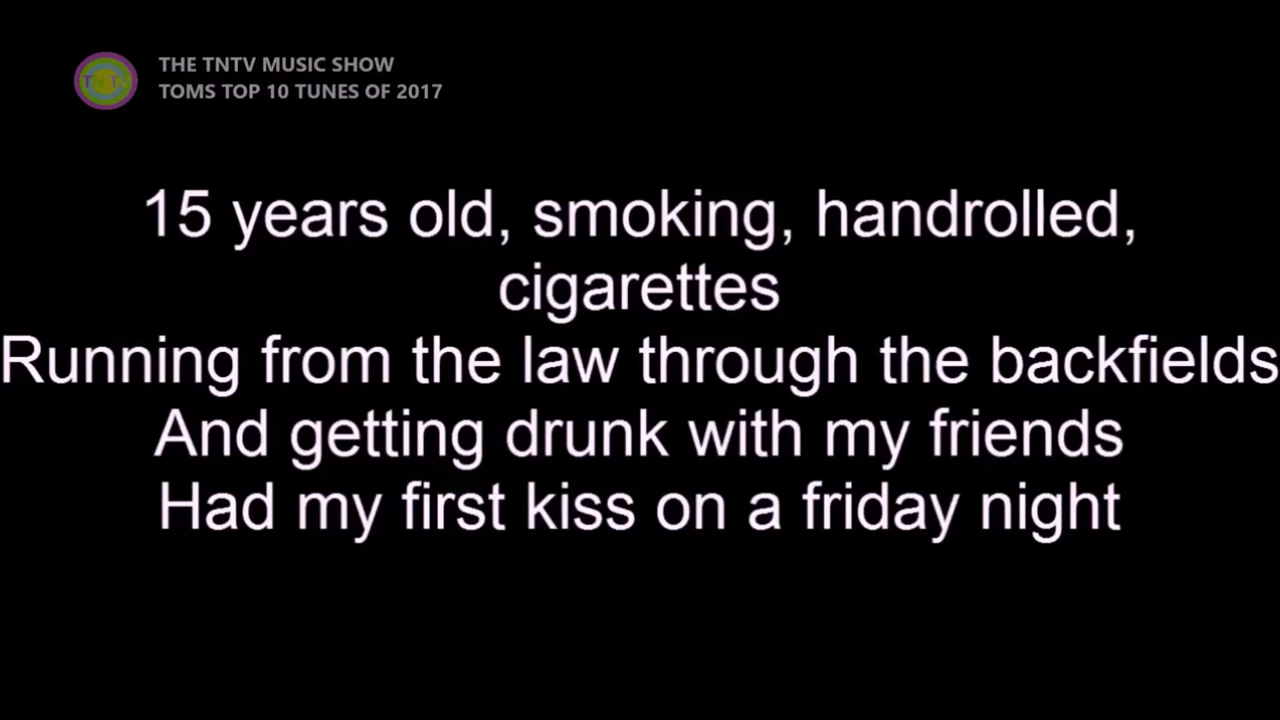 TNTV
THE TNTV MUSIC SHOW
TOMS TOP 10 TUNES OF 2017
15 years old, smoking, handrolled,
cigarettes
Running from the law through the backfields
And getting drunk with my friends
Had my first kiss on a friday night